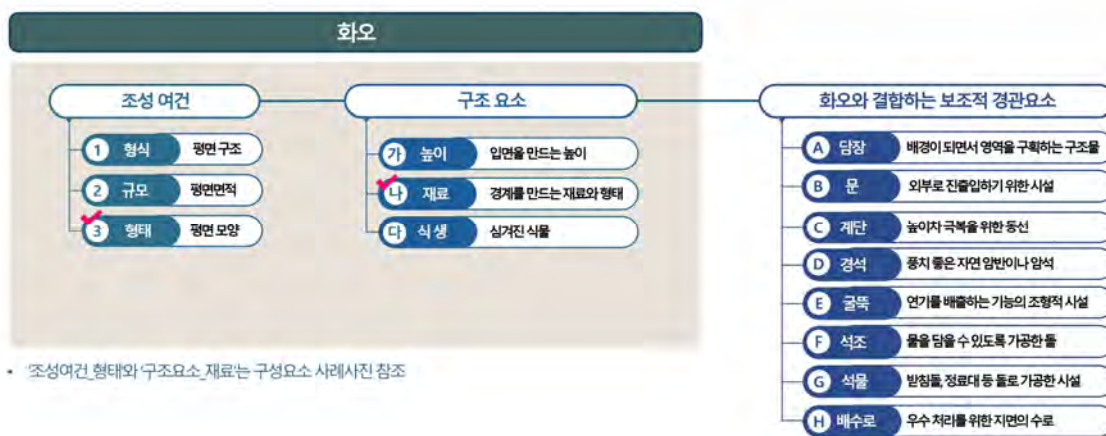 화오
조성 여건
1 형식 평면 구조
2 규모 평면면적
3 형태 평면 모양
구조 요소
가 높이 입면을 만드는 높이
나 재료 경계를 만드는 재료와 형태
다 식생 심겨진 식물
화오와 결합하는 보조적 경관요소
A 담장 배경이 되면서 영역을 구획하는 구조물
B 문 외부로 진출입하기 위한 시설
C 계단 높이차 극복을 위한 동선
D 경석 풍치 좋은 자연 암반이나 암석
E 굴뚝 연기를 배출하는 기능의 조형적 시설
F 석조 물을 담을 수 있도록 가공한 돌
G 석물 받침돌, 정료대 등 돌로 가공한 시설
H 배수로 우수 처리를 위한 지면의 수로
• '조성여건_형태'와 '구조요소_재료'는 구성요소 사례사진 참조